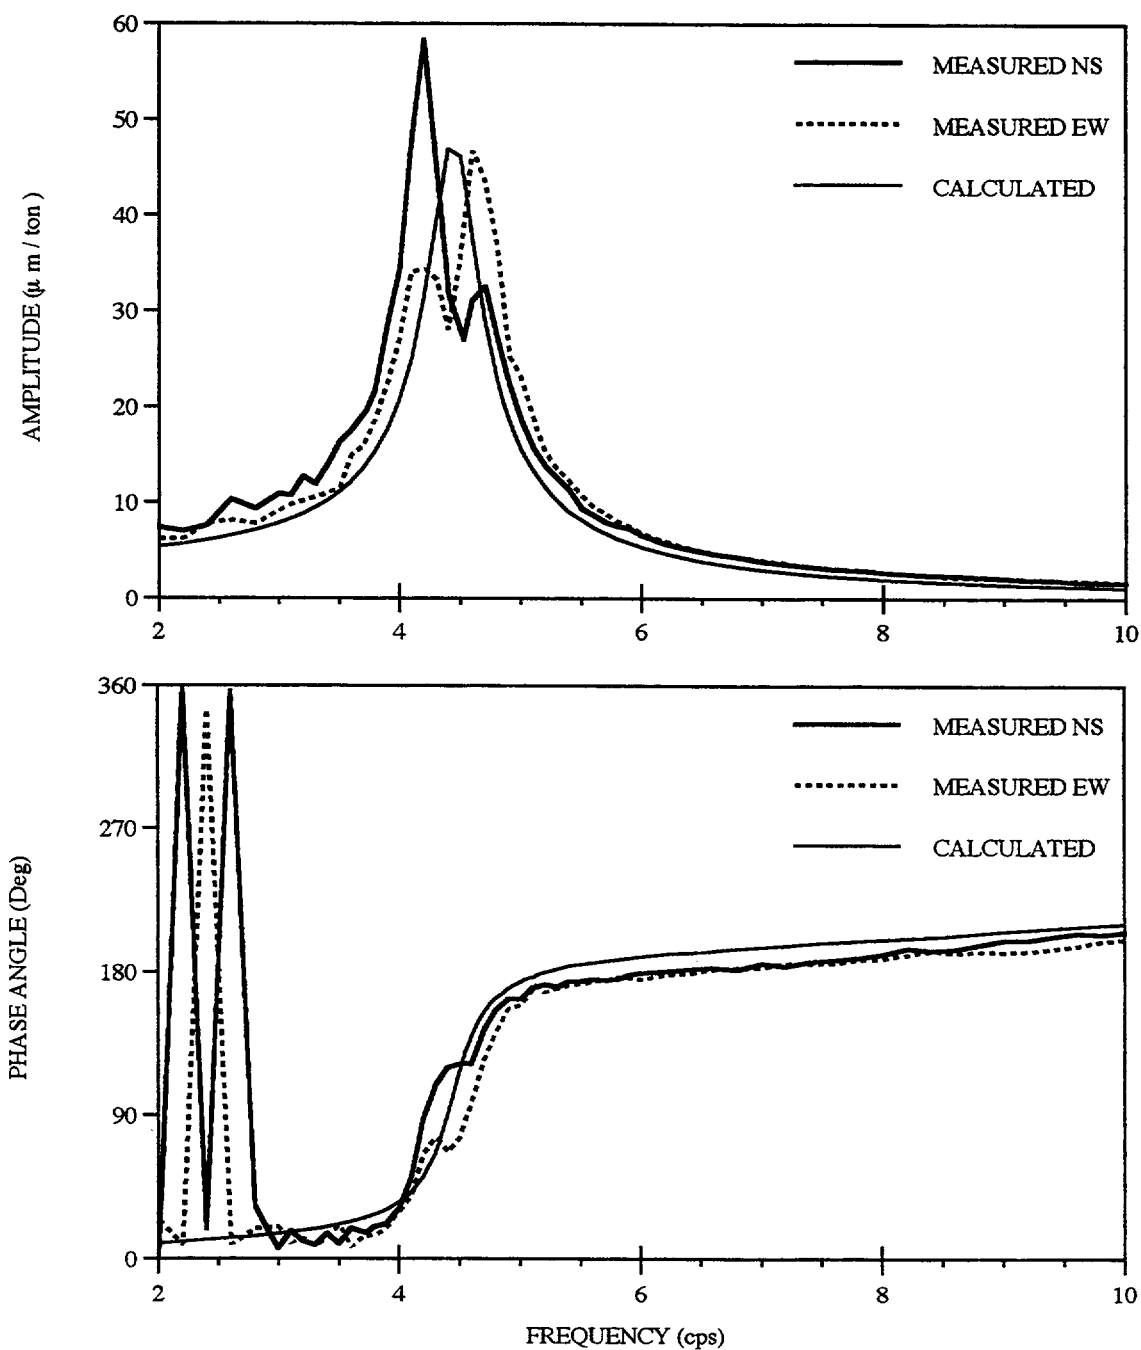 60
50
40
30
20
10
0
AMPLITUDE (μ m / ton )
MEASURED NS
MEASURED EW
CALCULATED
2 4 6 8 10
360
270
180
90
0
PHASE ANGLE (Deg)
MEASURED NS
MEASURED EW
CALCULATED
2 4 6 8 10
FREQUENCY (cps)